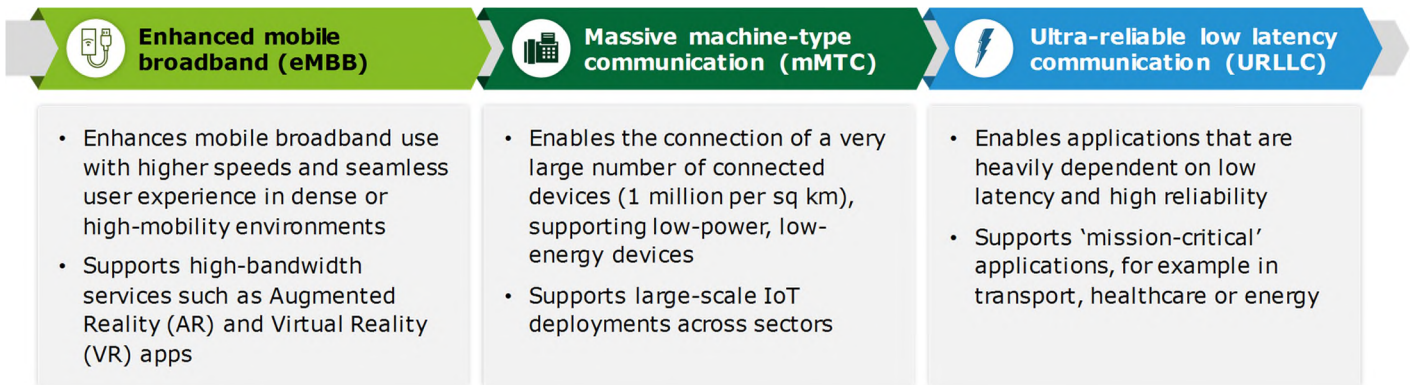 Enhanced mobile
broadband (eMBB)
Massive machine-type
communication (mMTC)
Ultra-reliable low latency
communication (URLLC)
• Enhances mobile broadband use
with higher speeds and seamless
user experience in dense or
high-mobility environments
• Supports high-bandwidth
services such as Augmented
Reality (AR) and Virtual Reality
(VR) apps
• Enables the connection of a very
large number of connected
devices (1 million per sq km),
supporting low-power, low-
energy devices
• Supports large-scale IoT
deployments across sectors
• Enables applications that are
heavily dependent on low
latency and high reliability
• Supports ‘mission-critical’
applications, for example in
transport, healthcare or energy